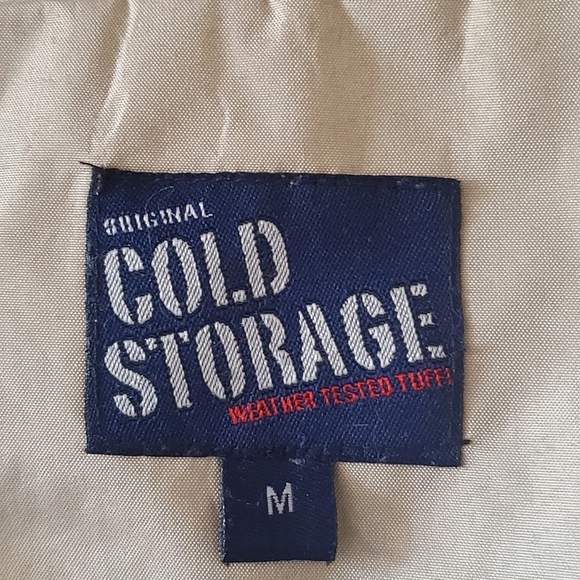 ORIGINAL
COLD
STORAGE
WEATHER TESTED TUFF!
M